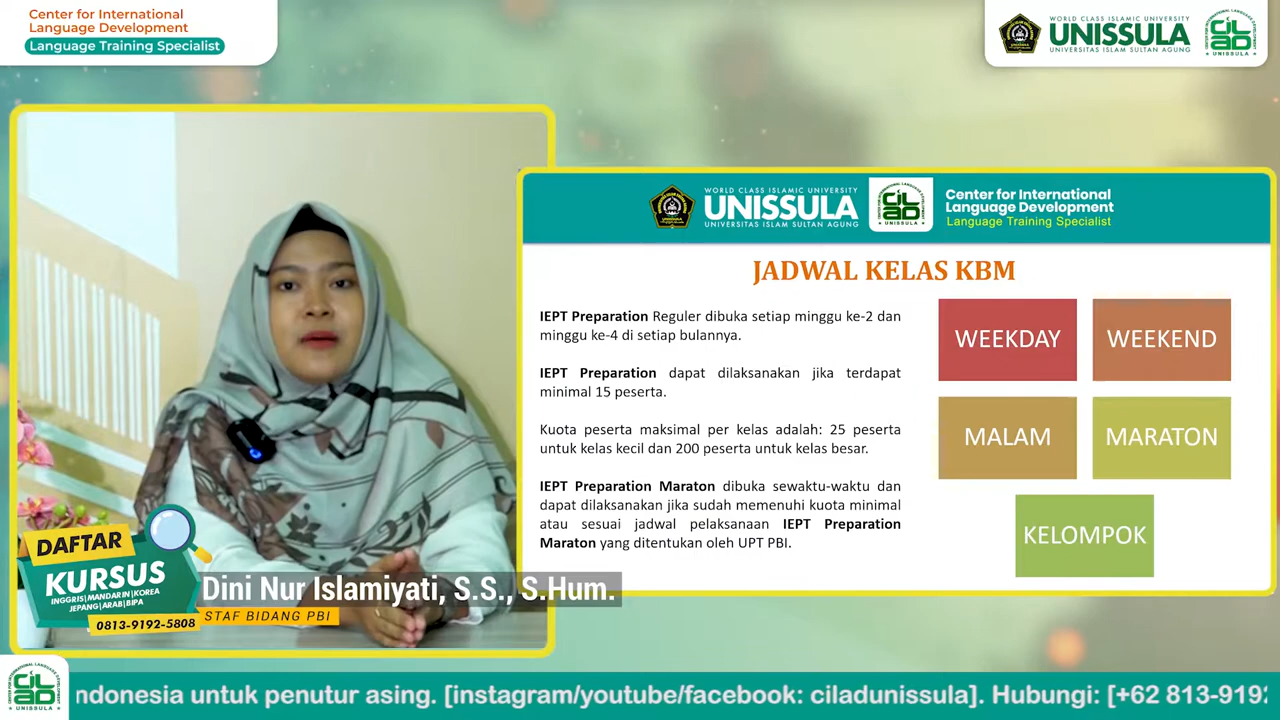 Center for International
Language Development
Language Training Specialist
WORLD CLASS ISLAMIC UNIVERSITY
UNISSULA
UNIVERSITAS ISLAM SULTAN AGUNG
CILAD
UNISSULA
WORLD CLASS ISLAMIC UNIVERSITY
UNISSULA
UNIVERSITAS ISLAM SULTAN AGUNG
CILAD
UNISSULA
Center for International
Language Development
Language Training Specialist
JADWAL KELAS KBM
IEPT Preparation Reguler dibuka setiap minggu ke-2 dan
minggu ke-4 di setiap bulannya.
IEPT Preparation dapat dilaksanakan jika terdapat
minimal 15 peserta.
Kuota peserta maksimal per kelas adalah: 25 peserta
untuk kelas kecil dan 200 peserta untuk kelas besar.
IEPT Preparation Maraton dibuka sewaktu-waktu dan
dapat dilaksanakan jika sudah memenuhi kuota minimal
atau sesuai jadwal pelaksanaan IEPT Preparation
Maraton yang ditentukan oleh UPT PBI.
WEEKDAY
WEEKEND
MALAM
MARATON
KELOMPOK
DAFTAR
KURSUS
INGGRIS|MANDARIN|KOREA
JEPANG|ARAB|BIPA
0813-9192-5808
Dini Nur Islamiyati, S.S., S.Hum.
STAF BIDANG PBI
CILAD
UNISSULA
ndonesia untuk penutur asing. [instagram/youtube/facebook: ciladunissula]. Hubungi: [+62 813-919